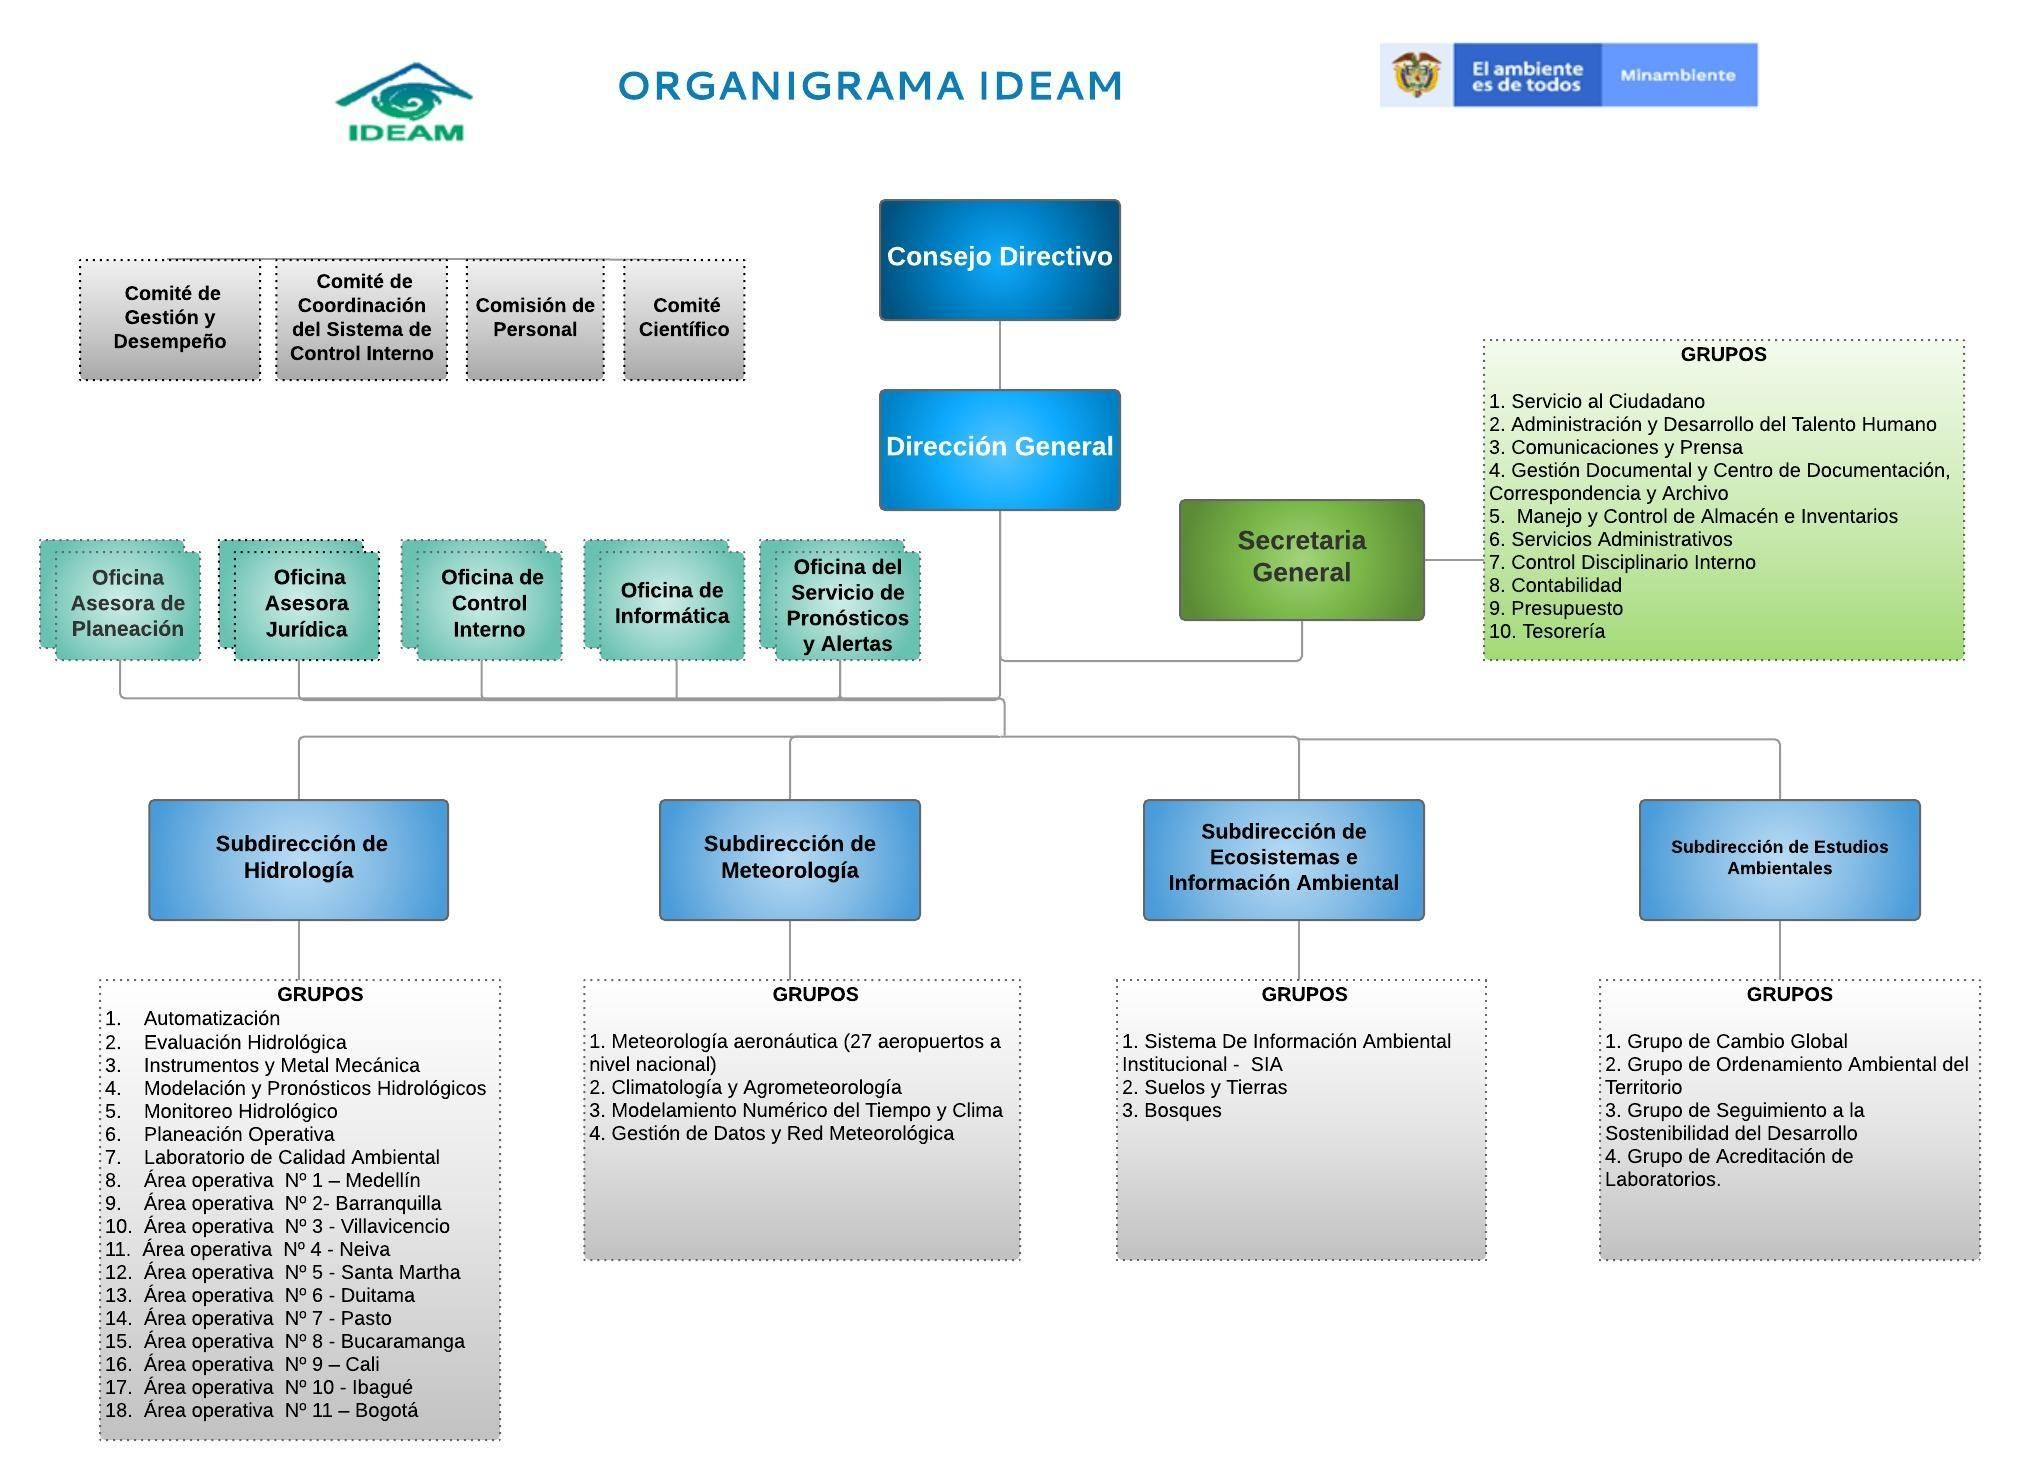 IDEAM
ORGANIGRAMA IDEAM
El ambiente
es de todos
Minambiente
Consejo Directivo
Comité de
Gestión y
Desempeño
Comité de
Coordinación
del Sistema de
Control Interno
Comisión de
Personal
Comité
Científico
Dirección General
Secretaria
General
GRUPOS
1. Servicio al Ciudadano
2. Administración y Desarrollo del Talento Humano
3. Comunicaciones y Prensa
4. Gestión Documental y Centro de Documentación,
Correspondencia y Archivo
5.  Manejo y Control de Almacén e Inventarios
6. Servicios Administrativos
7. Control Disciplinario Interno
8. Contabilidad
9. Presupuesto
10. Tesorería
Oficina
Asesora de
Planeación
Oficina
Asesora
Jurídica
Oficina de
Control
Interno
Oficina de
Informática
Oficina del
Servicio de
Pronósticos
y Alertas
Subdirección de
Hidrología
Subdirección de
Meteorología
Subdirección de
Ecosistemas e
Información Ambiental
Subdirección de Estudios
Ambientales
GRUPOS
1. Automatización
2. Evaluación Hidrológica
3. Instrumentos y Metal Mecánica
4. Modelación y Pronósticos Hidrológicos
5. Monitoreo Hidrológico
6. Planeación Operativa
7. Laboratorio de Calidad Ambiental
8. Área operativa  Nº 1 – Medellín
9. Área operativa  Nº 2- Barranquilla
10. Área operativa  Nº 3 - Villavicencio
11. Área operativa  Nº 4 - Neiva
12. Área operativa  Nº 5 - Santa Martha
13. Área operativa  Nº 6 - Duitama
14. Área operativa  Nº 7 - Pasto
15. Área operativa  Nº 8 - Bucaramanga
16. Área operativa  Nº 9 – Cali
17. Área operativa  Nº 10 - Ibagué
18. Área operativa  Nº 11 – Bogotá
GRUPOS
1. Meteorología aeronáutica (27 aeropuertos a
nivel nacional)
2. Climatología y Agrometeorología
3. Modelamiento Numérico del Tiempo y Clima
4. Gestión de Datos y Red Meteorológica
GRUPOS
1. Sistema De Información Ambiental
Institucional -  SIA
2. Suelos y Tierras
3. Bosques
GRUPOS
1. Grupo de Cambio Global
2. Grupo de Ordenamiento Ambiental del
Territorio
3. Grupo de Seguimiento a la
Sostenibilidad del Desarrollo
4. Grupo de Acreditación de
Laboratorios.